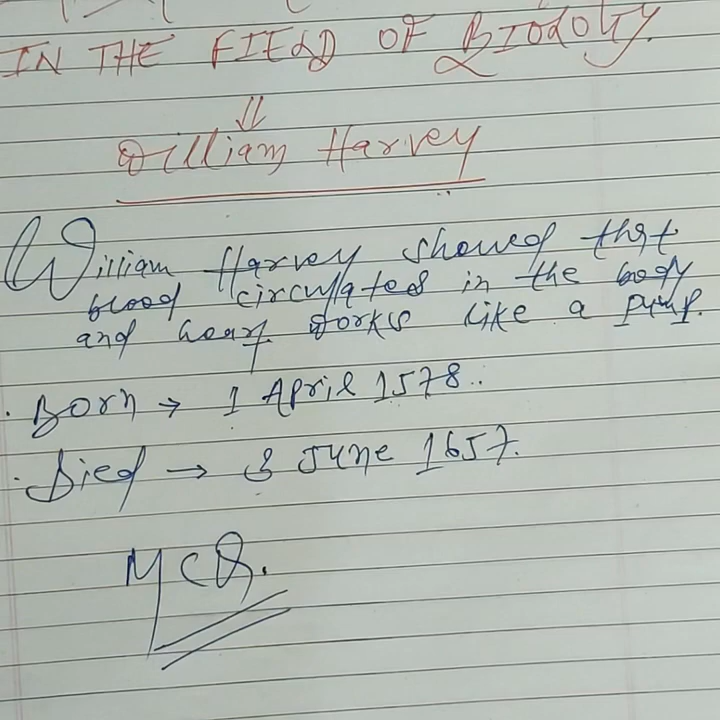 IN THE FIELD OF BIOLOGY.
⇓
William Harvey
William Harvey showed that
blood circulated in the body
and heart works like a pump.
. Born → 1 April 1578..
. Died → 3 June 1657.
MCQ.